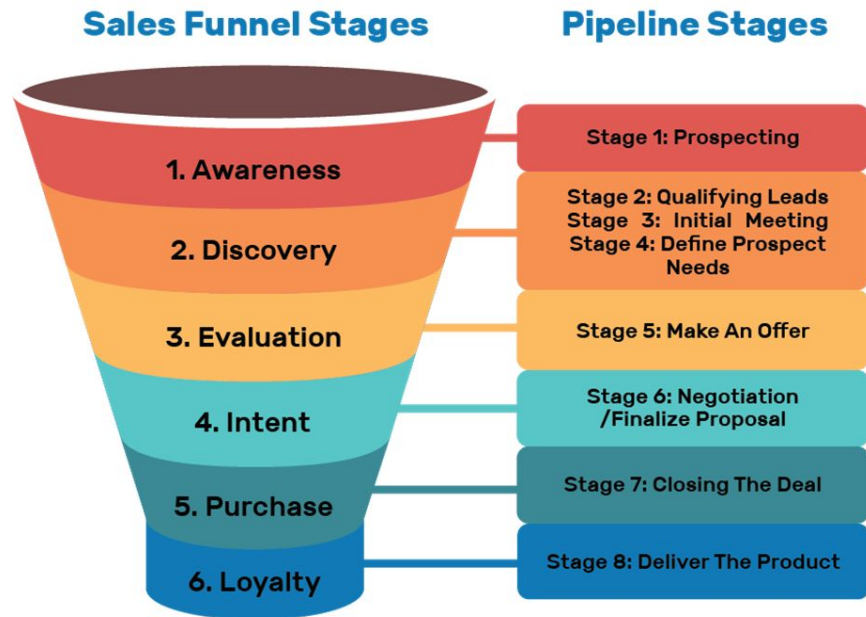 Sales Funnel Stages
Pipeline Stages
1. Awareness
Stage 1: Prospecting
2. Discovery
Stage 2: Qualifying Leads
Stage 3: Initial Meeting
Stage 4: Define Prospect
Needs
3. Evaluation
Stage 5: Make An Offer
4. Intent
Stage 6: Negotiation
/Finalize Proposal
5. Purchase
Stage 7: Closing The Deal
6. Loyalty
Stage 8: Deliver The Product